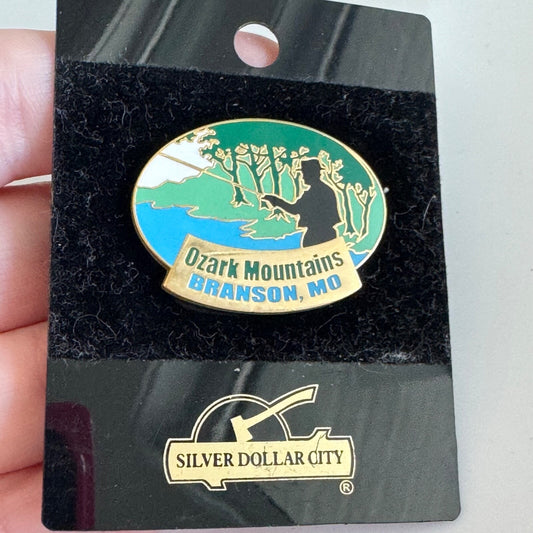 Ozark Mountains
BRANSON, MO
SILVER DOLLAR CITY
®